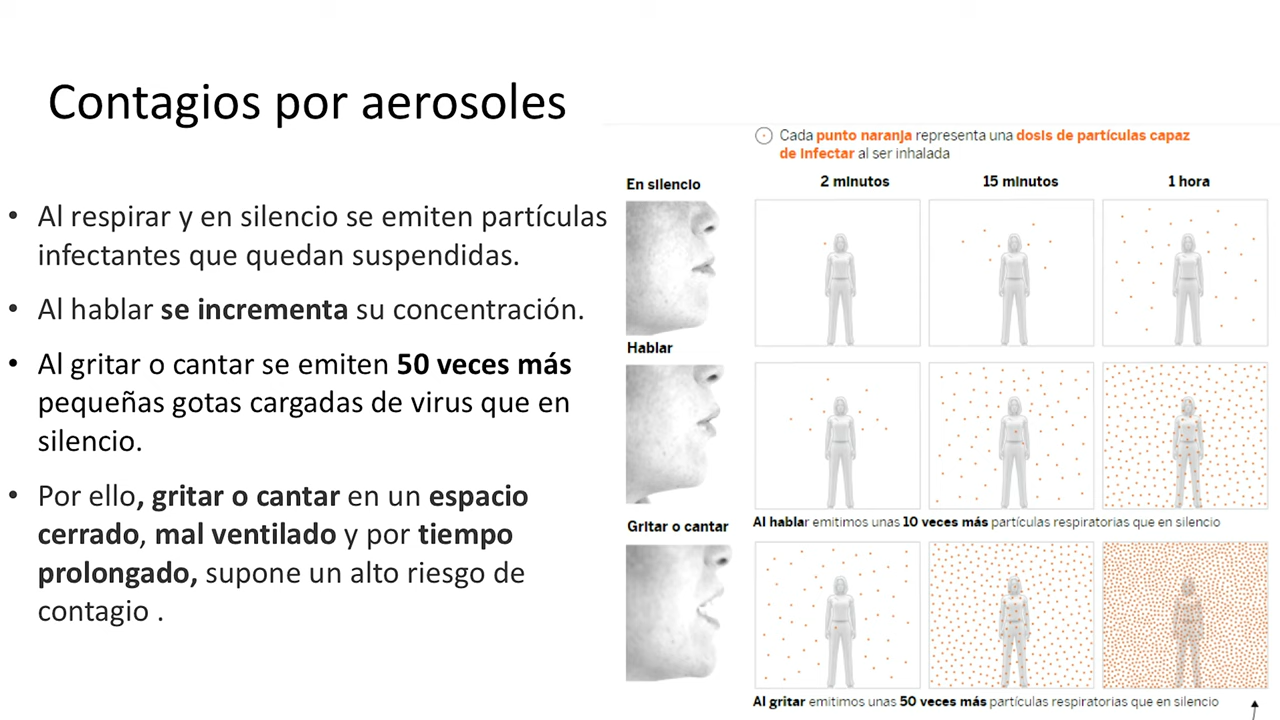 Contagios por aerosoles
• Al respirar y en silencio se emiten partículas
infectantes que quedan suspendidas.
• Al hablar se incrementa su concentración.
• Al gritar o cantar se emiten 50 veces más
pequeñas gotas cargadas de virus que en
silencio.
• Por ello, gritar o cantar en un espacio
cerrado, mal ventilado y por tiempo
prolongado, supone un alto riesgo de
contagio .
Cada punto naranja representa una dosis de partículas capaz
de infectar al ser inhalada
En silencio
2 minutos
15 minutos
1 hora
Hablar
Al hablar emitimos unas 10 veces más partículas respiratorias que en silencio
Gritar o cantar
Al gritar emitimos unas 50 veces más partículas respiratorias que en silencio